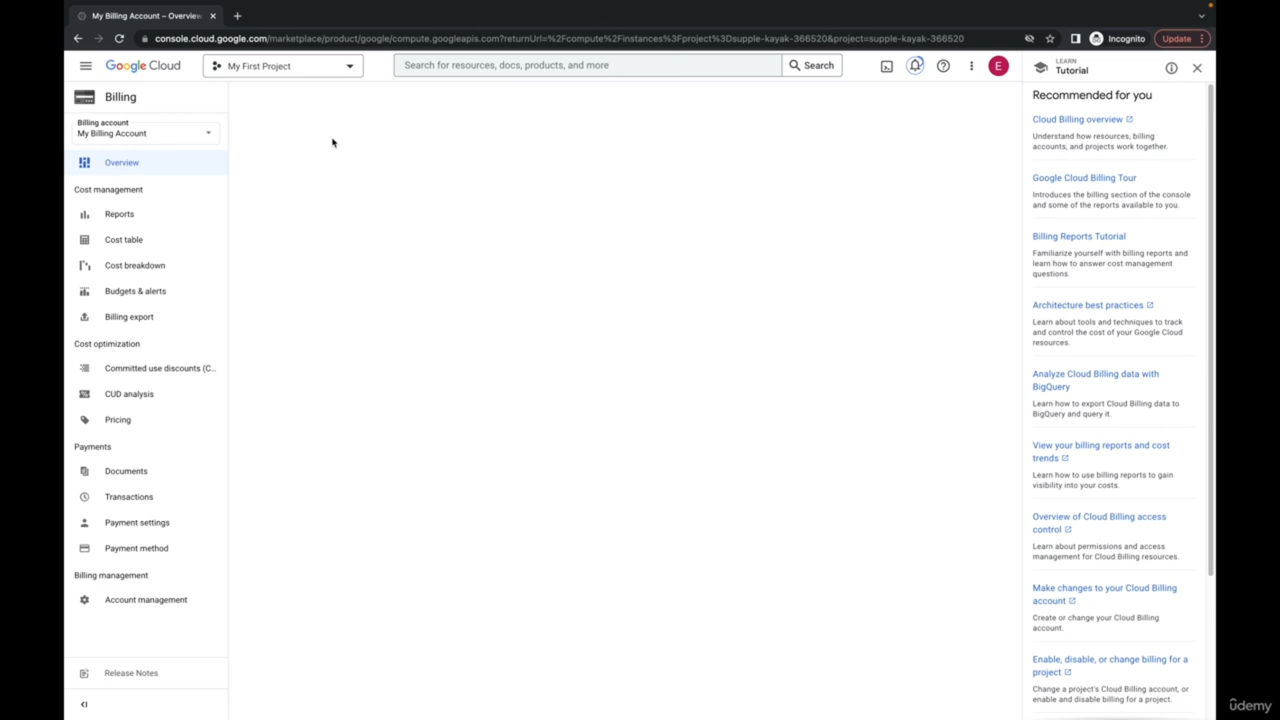 My Billing Account – Overview
console.cloud.google.com/marketplace/product/google/compute.googleapis.com?returnUrl=%2Fcompute%2Finstances%3Fproject%3Dsupple-kayak-366520&project=supple-kayak-366520
Incognito
Update
Google Cloud
My First Project
Search for resources, docs, products, and more
Search
E
LEARN
Tutorial
Billing
Billing account
My Billing Account
Overview
Cost management
Reports
Cost table
Cost breakdown
Budgets & alerts
Billing export
Cost optimization
Committed use discounts (C...
CUD analysis
Pricing
Payments
Documents
Transactions
Payment settings
Payment method
Billing management
Account management
Release Notes
Recommended for you
Cloud Billing overview
Understand how resources, billing
accounts, and projects work together.
Google Cloud Billing Tour
Introduces the billing section of the console
and some of the reports available to you.
Billing Reports Tutorial
Familiarize yourself with billing reports and
learn how to answer cost management
questions.
Architecture best practices
Learn about tools and techniques to track
and control the cost of your Google Cloud
resources.
Analyze Cloud Billing data with
BigQuery
Learn how to export Cloud Billing data to
BigQuery and query it.
View your billing reports and cost
trends
Learn how to use billing reports to gain
visibility into your costs.
Overview of Cloud Billing access
control
Learn about permissions and access
management for Cloud Billing resources.
Make changes to your Cloud Billing
account
Create or change your Cloud Billing
account.
Enable, disable, or change billing for a
project
Change a project's Cloud Billing account, or
enable and disable billing for a project.
ûdemy